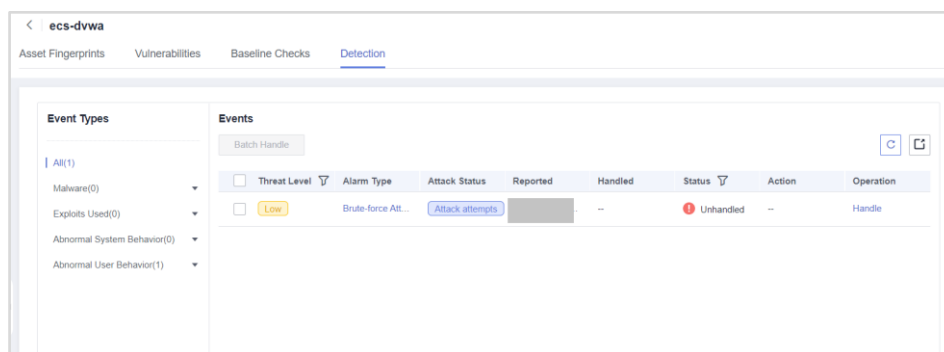 ecs-dvwa
Asset Fingerprints Vulnerabilities Baseline Checks Detection
Event Types
All(1)
Malware(0)
Exploits Used(0)
Abnormal System Behavior(0)
Abnormal User Behavior(1)
Events
Batch Handle
Threat Level Alarm Type Attack Status Reported Handled Status Action Operation
Low Brute-force Att... Attack attempts . -- Unhandled -- Handle